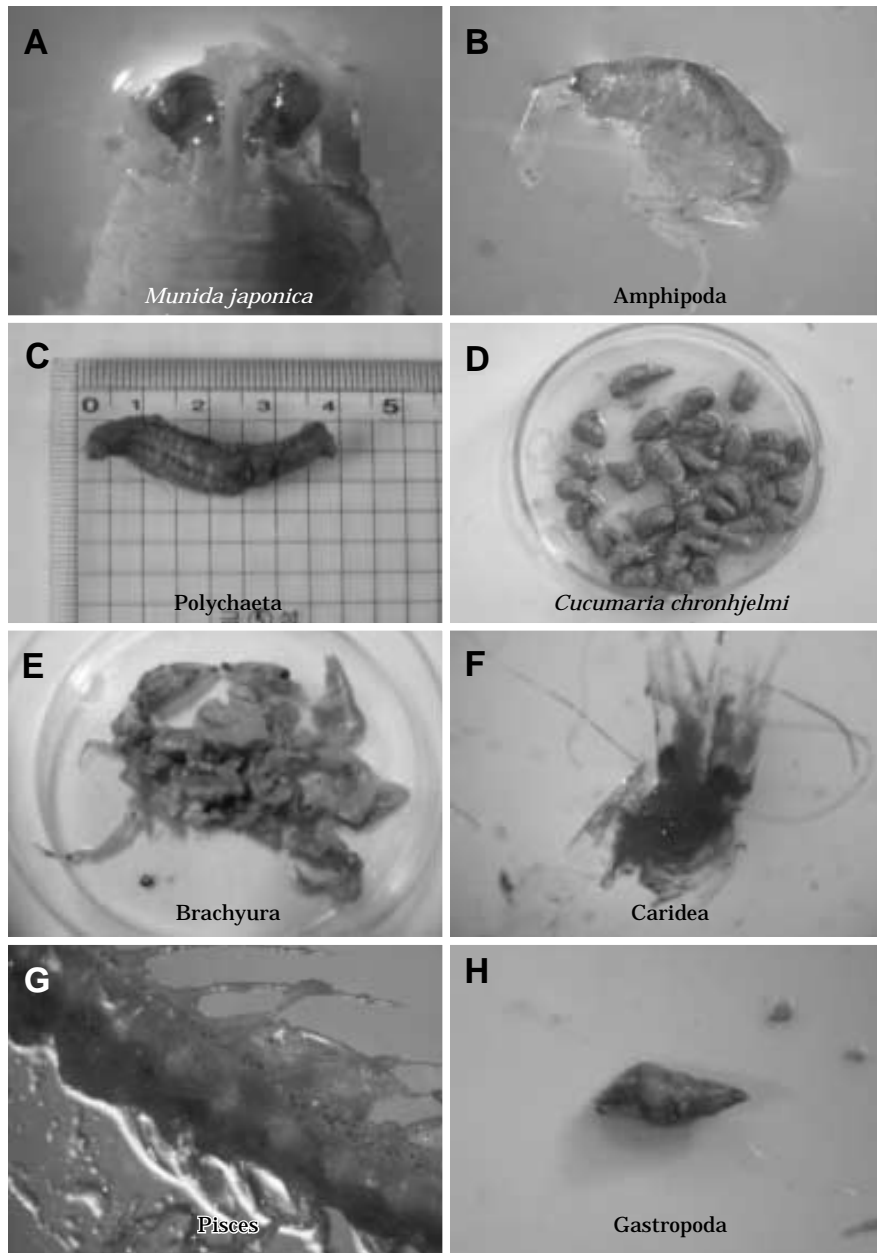 A
Munida japonica
B
Amphipoda
C
0 1 2 3 4 5
Polychaeta
D
Cucumaria chronhjelmi
E
Brachyura
F
Caridea
G
Pisces
H
Gastropoda